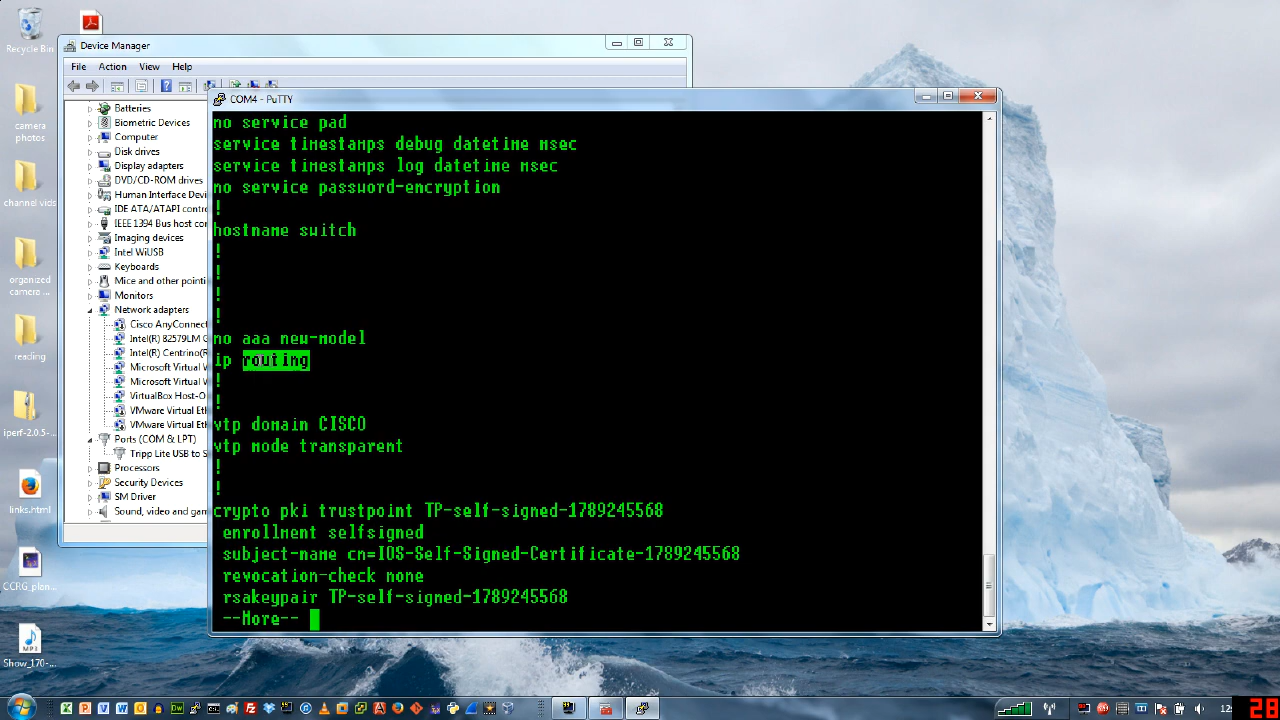 Recycle Bin
camera
photos
channel vids
organized
camera ...
reading
iperf-2.0.5-...
links.html
CCRG_plan...
Show_170-...
MP3
Device Manager
File Action View Help
Batteries
Biometric Devices
Computer
Disk drives
Display adapters
DVD/CD-ROM drives
Human Interface Devi
IDE ATA/ATAPI contro
IEEE 1394 Bus host con
Imaging devices
Intel WiUSB
Keyboards
Mice and other pointi
Monitors
Network adapters
Cisco AnyConnect
Intel(R) 82579LM G
Intel(R) Centrino(R
Microsoft Virtual V
Microsoft Virtual V
VirtualBox Host-O
VMware Virtual Eth
VMware Virtual Eth
Ports (COM & LPT)
Tripp Lite USB to S
Processors
Security Devices
SM Driver
Sound, video and gam
COM4 - PuTTY
no service pad
service timestamps debug datetime msec
service timestamps log datetime msec
no service password-encryption
!
hostname switch
!
!
!
!
no aaa new-model
ip routing
!
!
vtp domain CISCO
vtp mode transparent
!
!
crypto pki trustpoint TP-self-signed-1789245568
enrollment selfsigned
subject-name cn=IOS-Self-Signed-Certificate-1789245568
revocation-check none
rsakeypair TP-self-signed-1789245568
--More--
28